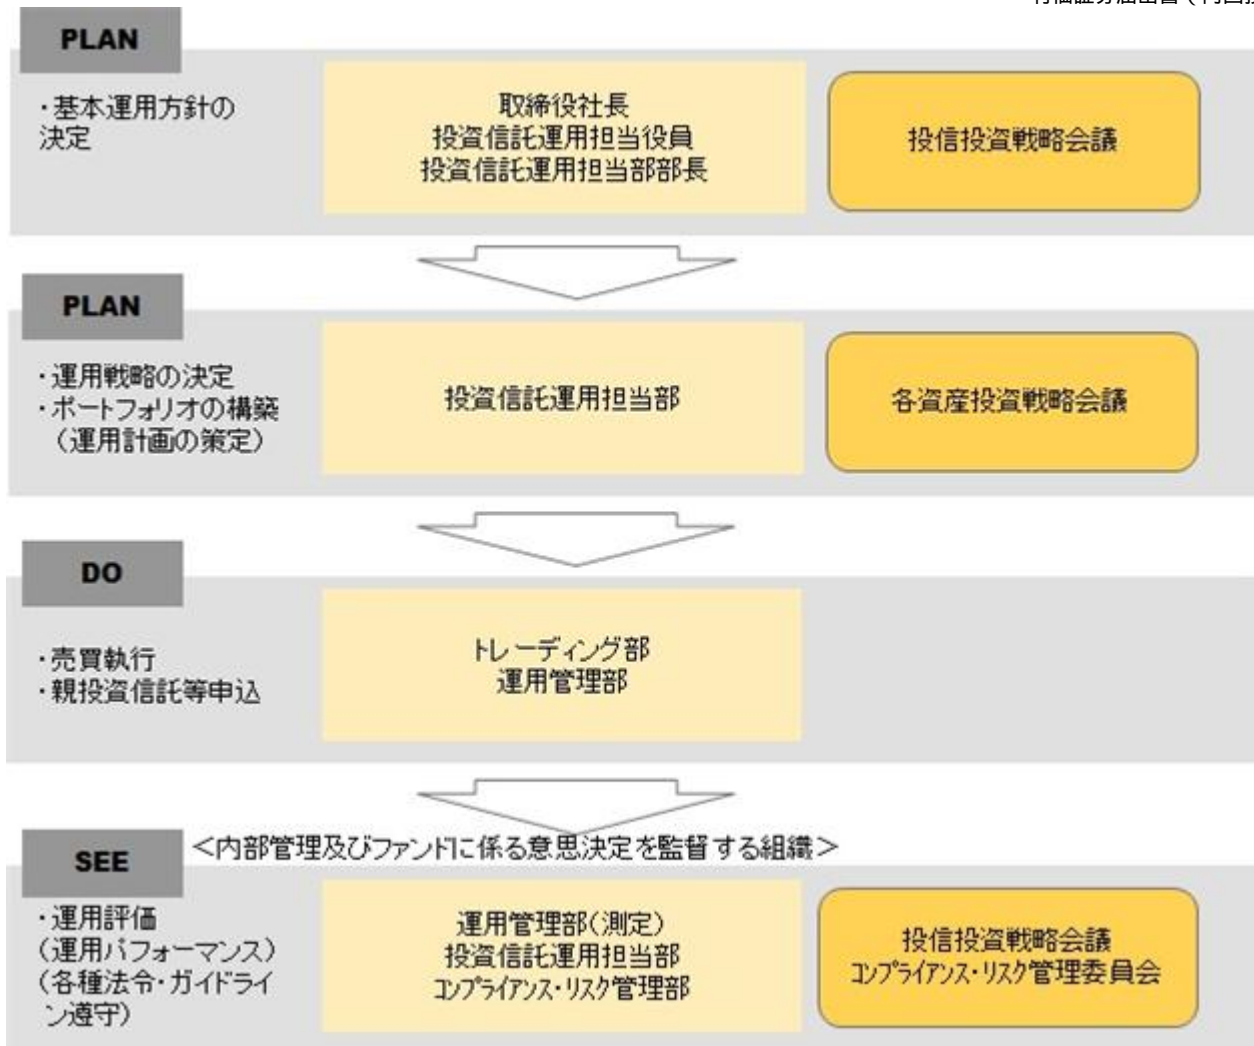 PLAN
・基本運用方針の
決定
取締役社長
投資信託運用担当役員
投資信託運用担当部部長
投信投資戦略会議
PLAN
・運用戦略の決定
・ポートフォリオの構築
（運用計画の策定）
投資信託運用担当部
各資産投資戦略会議
DO
・売買執行
・親投資信託等申込
トレーディング部
運用管理部
SEE
＜内部管理及びファンドに係る意思決定を監督する組織＞
・運用評価
(運用パフォーマンス)
(各種法令・ガイドライ
ン遵守)
運用管理部(測定)
投資信託運用担当部
コンプライアンス・リスク管理部
投信投資戦略会議
コンプライアンス・リスク管理委員会